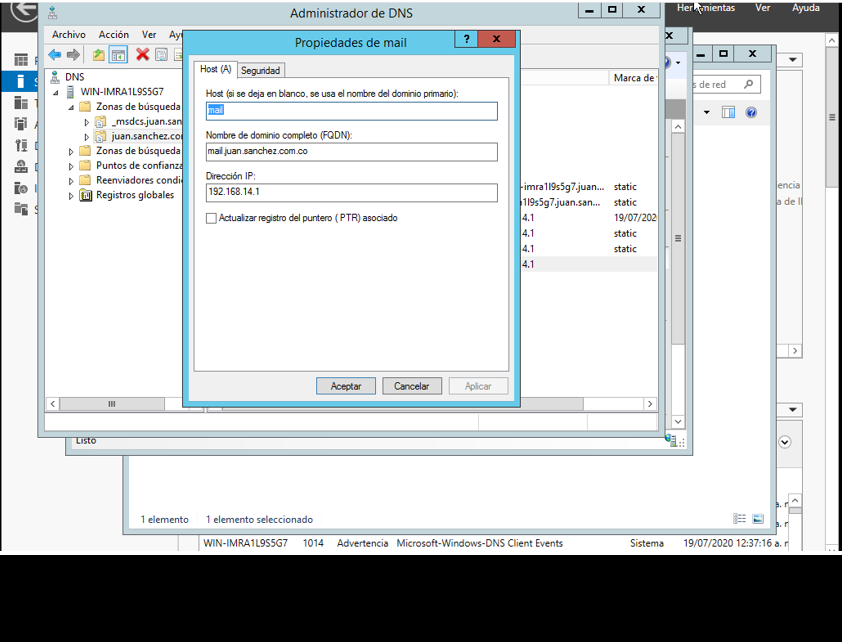 Administrador de DNS
Herramientas Ver Ayuda
Archivo Acción Ver
Propiedades de mail
?
DNS
WIN-IMRA1L9S5G7
Zonas de búsqueda
_msdcs.juan.san
juan.sanchez.co
Zonas de búsqueda
Puntos de confianza
Reenviadores condi
Registros globales
Host (A) Seguridad
Host (si se deja en blanco, se usa el nombre del dominio primario):
mail
Nombre de dominio completo (FQDN):
mail.juan.sanchez.com.co
Dirección IP:
192.168.14.1
Actualizar registro del puntero ( PTR) asociado
Aceptar Cancelar Aplicar
Marca de
-imra1l9s5g7.juan... static
a1l9s5g7.juan.san... static
4.1 19/07/202
4.1 static
4.1 static
4.1
s de red
encia
a de II
Listo
1 elemento 1 elemento seleccionado
WIN-IMRA1L9S5G7 1014 Advertencia Microsoft-Windows-DNS Client Events Sistema 19/07/2020 12:37:16 a.